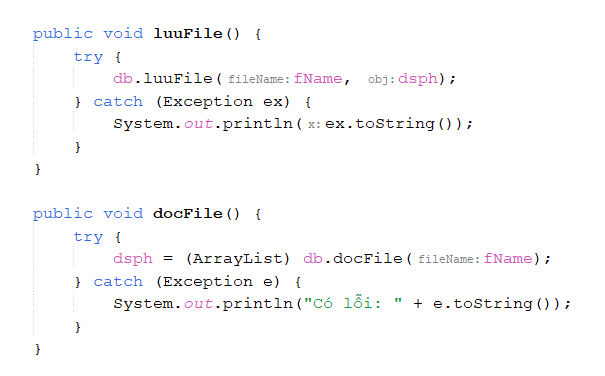 public void luuFile() {
try {
db.luuFile( fileName: fName, obj: dsph);
} catch (Exception ex) {
System.out.println( x: ex.toString());
}
}
public void docFile() {
try {
dsph = (ArrayList) db.docFile( fileName: fName);
} catch (Exception e) {
System.out.println("Có lỗi: " + e.toString());
}
}